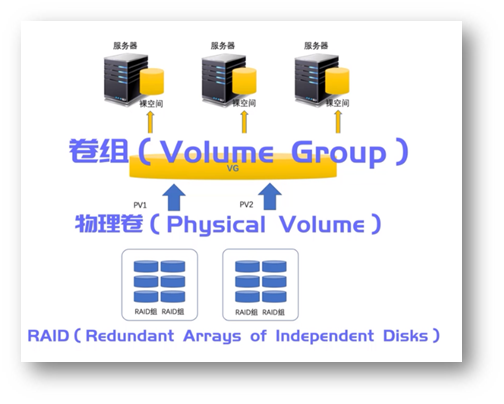 服务器 服务器 服务器
裸空间 裸空间 裸空间
卷组(Volume Group)
VG
PV1 PV2
物理卷(Physical Volume)
RAID组 RAID组 RAID组 RAID组
RAID(Redundant Arrays of Independent Disks)